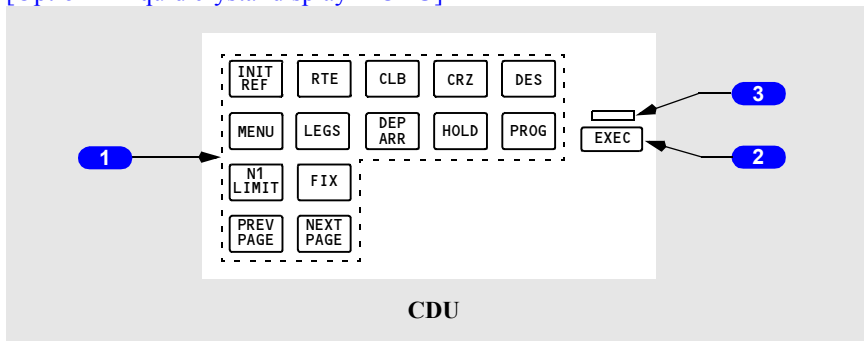 INIT REF
RTE
CLB
CRZ
DES
3
MENU
LEGS
DEP ARR
HOLD
PROG
EXEC
1
2
N1 LIMIT
FIX
PREV PAGE
NEXT PAGE
CDU